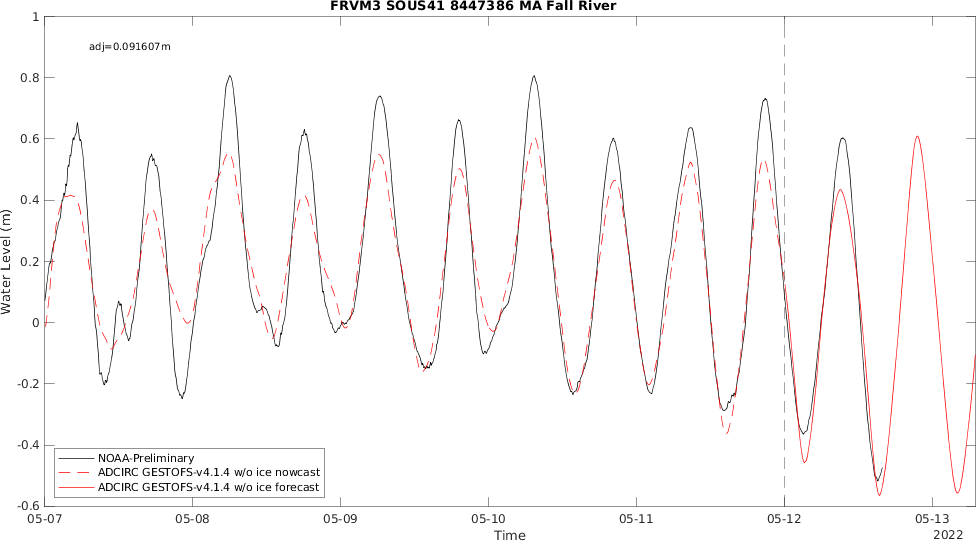 FRVM3 SOUS41 8447386 MA Fall River
adj=0.091607m
Water Level (m)
1
0.8
0.6
0.4
0.2
0
-0.2
-0.4
-0.6
NOAA-Preliminary
ADCIRC GESTOFS-v4.1.4 w/o ice nowcast
ADCIRC GESTOFS-v4.1.4 w/o ice forecast
05-07 05-08 05-09 05-10 05-11 05-12 05-13
Time
2022